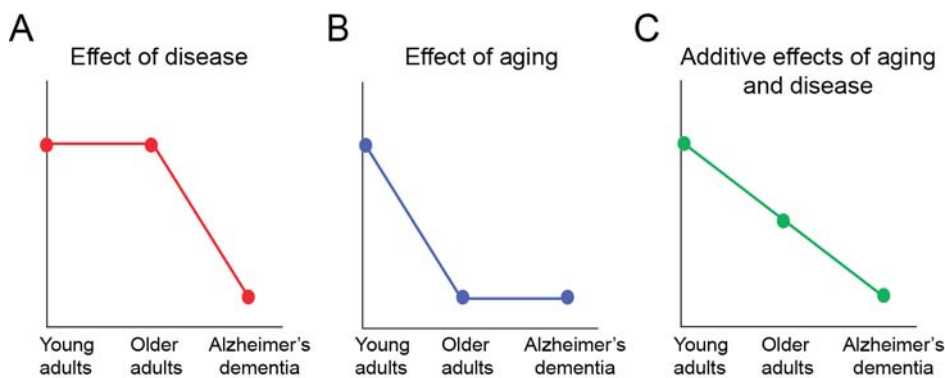 A
Effect of disease
Young
adults
Older
adults
Alzheimer's
dementia
B
Effect of aging
Young
adults
Older
adults
Alzheimer's
dementia
C
Additive effects of aging
and disease
Young
adults
Older
adults
Alzheimer's
dementia